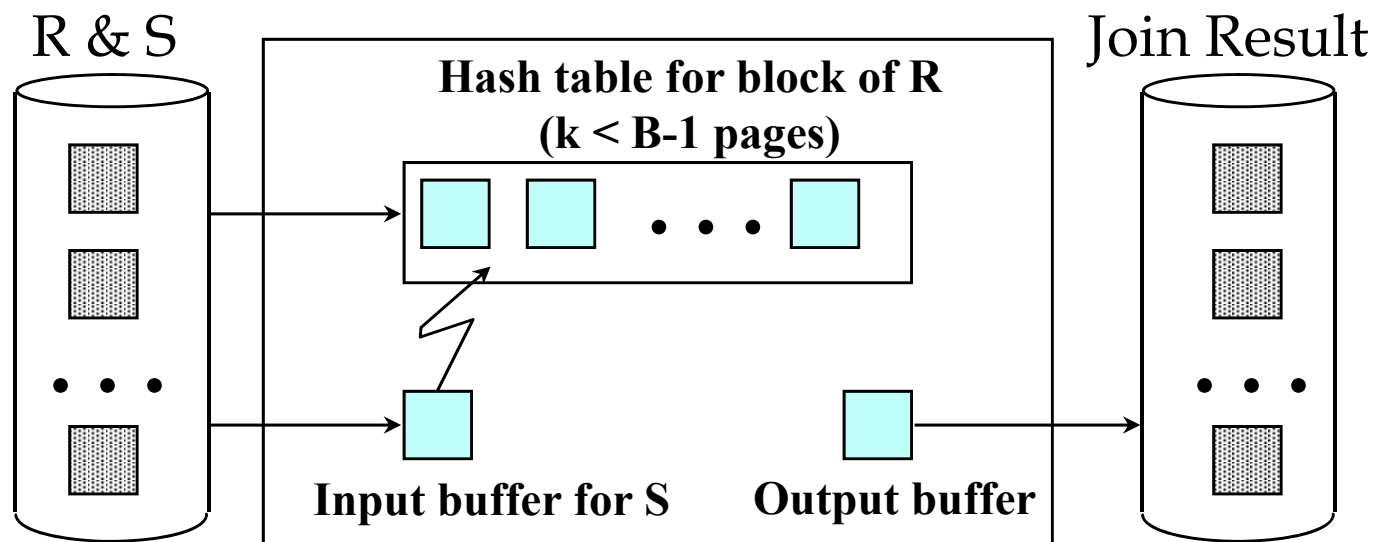 R & S
Join Result
Hash table for block of R
(k < B-1 pages)
• • •
• • •
• • •
Input buffer for S
Output buffer